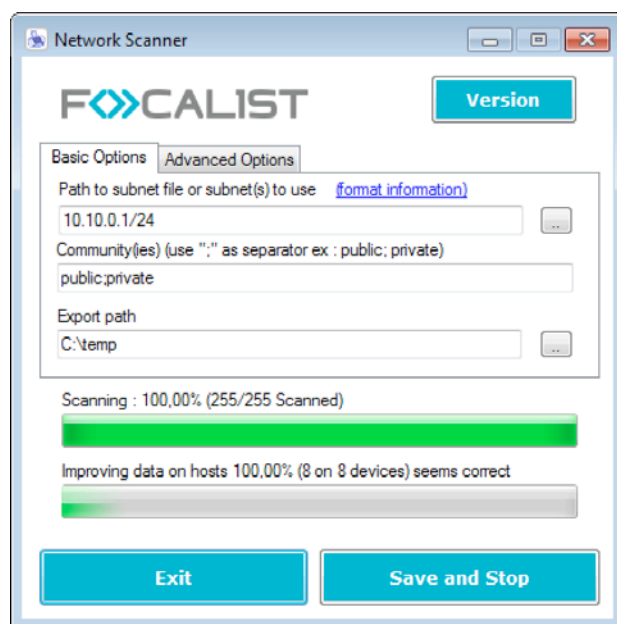 Network Scanner
FOCALIST
Version
Basic Options
Advanced Options
Path to subnet file or subnet(s) to use (format information)
10.10.0.1/24
..
Community(ies) (use ";" as separator ex : public; private)
public;private
Export path
C:\temp
..
Scanning : 100,00% (255/255 Scanned)
Improving data on hosts 100,00% (8 on 8 devices) seems correct
Exit
Save and Stop